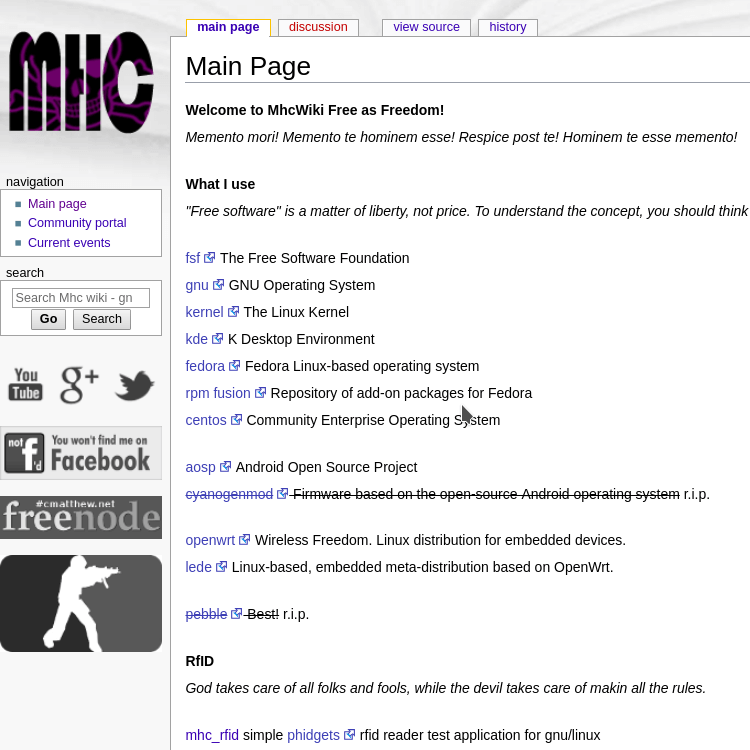 main page discussion view source history
MHC
Main Page
Welcome to MhcWiki Free as Freedom!
Memento mori! Memento te hominem esse! Respice post te! Hominem te esse memento!
navigation
Main page
Community portal
Current events
search
Search Mhc wiki - gn
Go Search
You Tube g+
not f'd You won't find me on Facebook
#cmatthew.net
freenode
What I use
"Free software" is a matter of liberty, not price. To understand the concept, you should think
fsf The Free Software Foundation
gnu GNU Operating System
kernel The Linux Kernel
kde K Desktop Environment
fedora Fedora Linux-based operating system
rpm fusion Repository of add-on packages for Fedora
centos Community Enterprise Operating System
aosp Android Open Source Project
cyanogenmod Firmware based on the open-source Android operating system r.i.p.
openwrt Wireless Freedom. Linux distribution for embedded devices.
lede Linux-based, embedded meta-distribution based on OpenWrt.
pebble Best! r.i.p.
RfID
God takes care of all folks and fools, while the devil takes care of makin all the rules.
mhc_rfid simple phidgets rfid reader test application for gnu/linux